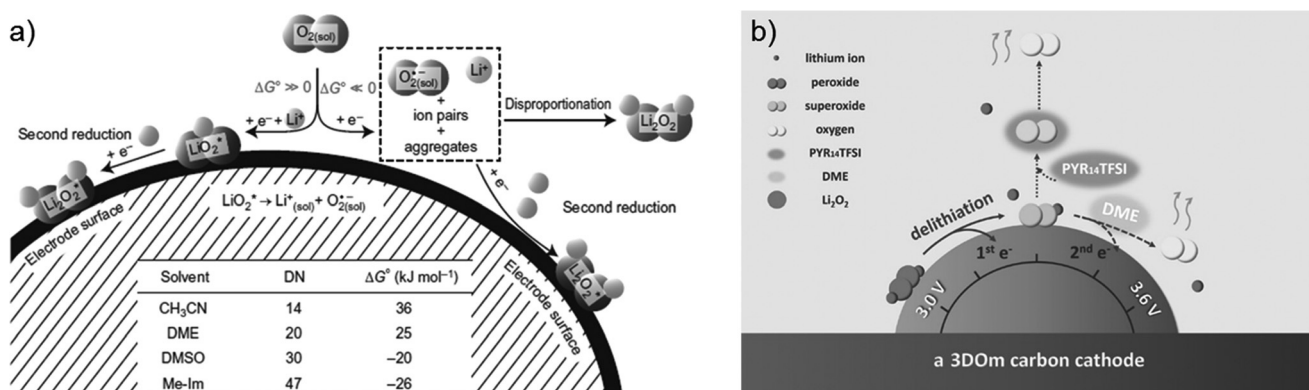 a)
O2(sol)
ΔG° ≫ 0
ΔG° ≪ 0
+ e⁻ + Li⁺
+ e⁻
O2(sol)•−
Li⁺
+
ion pairs
+
aggregates
Disproportionation
Li2O2
Second reduction
+ e⁻
LiO2*
Li2O2*
+ e⁻
Second reduction
Li2O2*
LiO2* → Li⁺(sol) + O2(sol)•−
Electrode surface
Electrode surface
Solvent DN ΔG° (kJ mol⁻¹)
CH3CN 14 36
DME 20 25
DMSO 30 –20
Me-Im 47 –26
b)
lithium ion
peroxide
superoxide
oxygen
PYR14TFSI
DME
Li2O2
PYR14TFSI
DME
delithiation
1st e⁻
2nd e⁻
3.0 V
3.6 V
a 3DOm carbon cathode